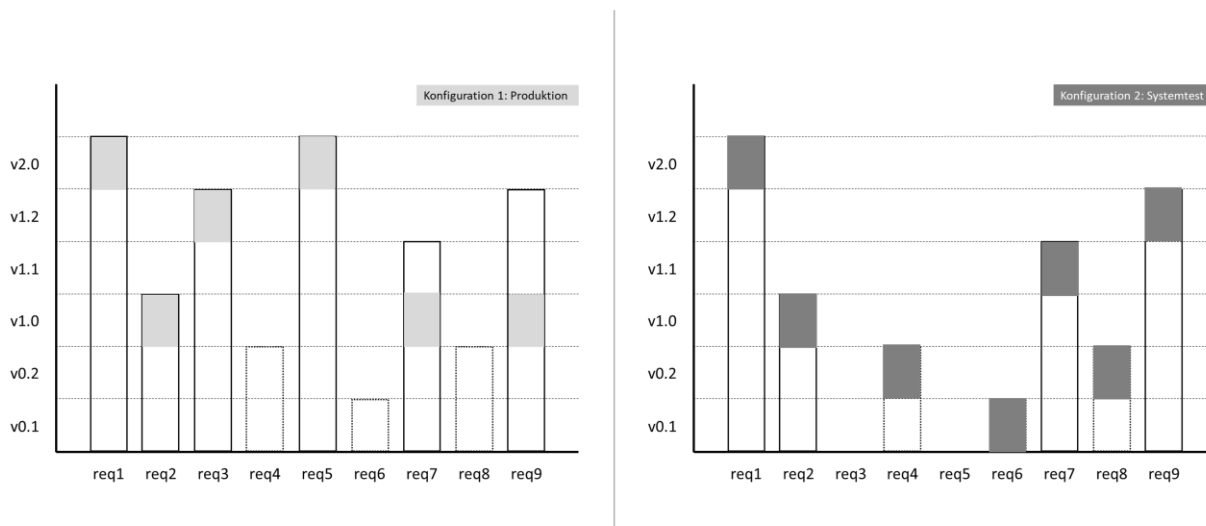 Konfiguration 1: Produktion
v2.0
v1.2
v1.1
v1.0
v0.2
v0.1
req1 req2 req3 req4 req5 req6 req7 req8 req9
Konfiguration 2: Systemtest
v2.0
v1.2
v1.1
v1.0
v0.2
v0.1
req1 req2 req3 req4 req5 req6 req7 req8 req9